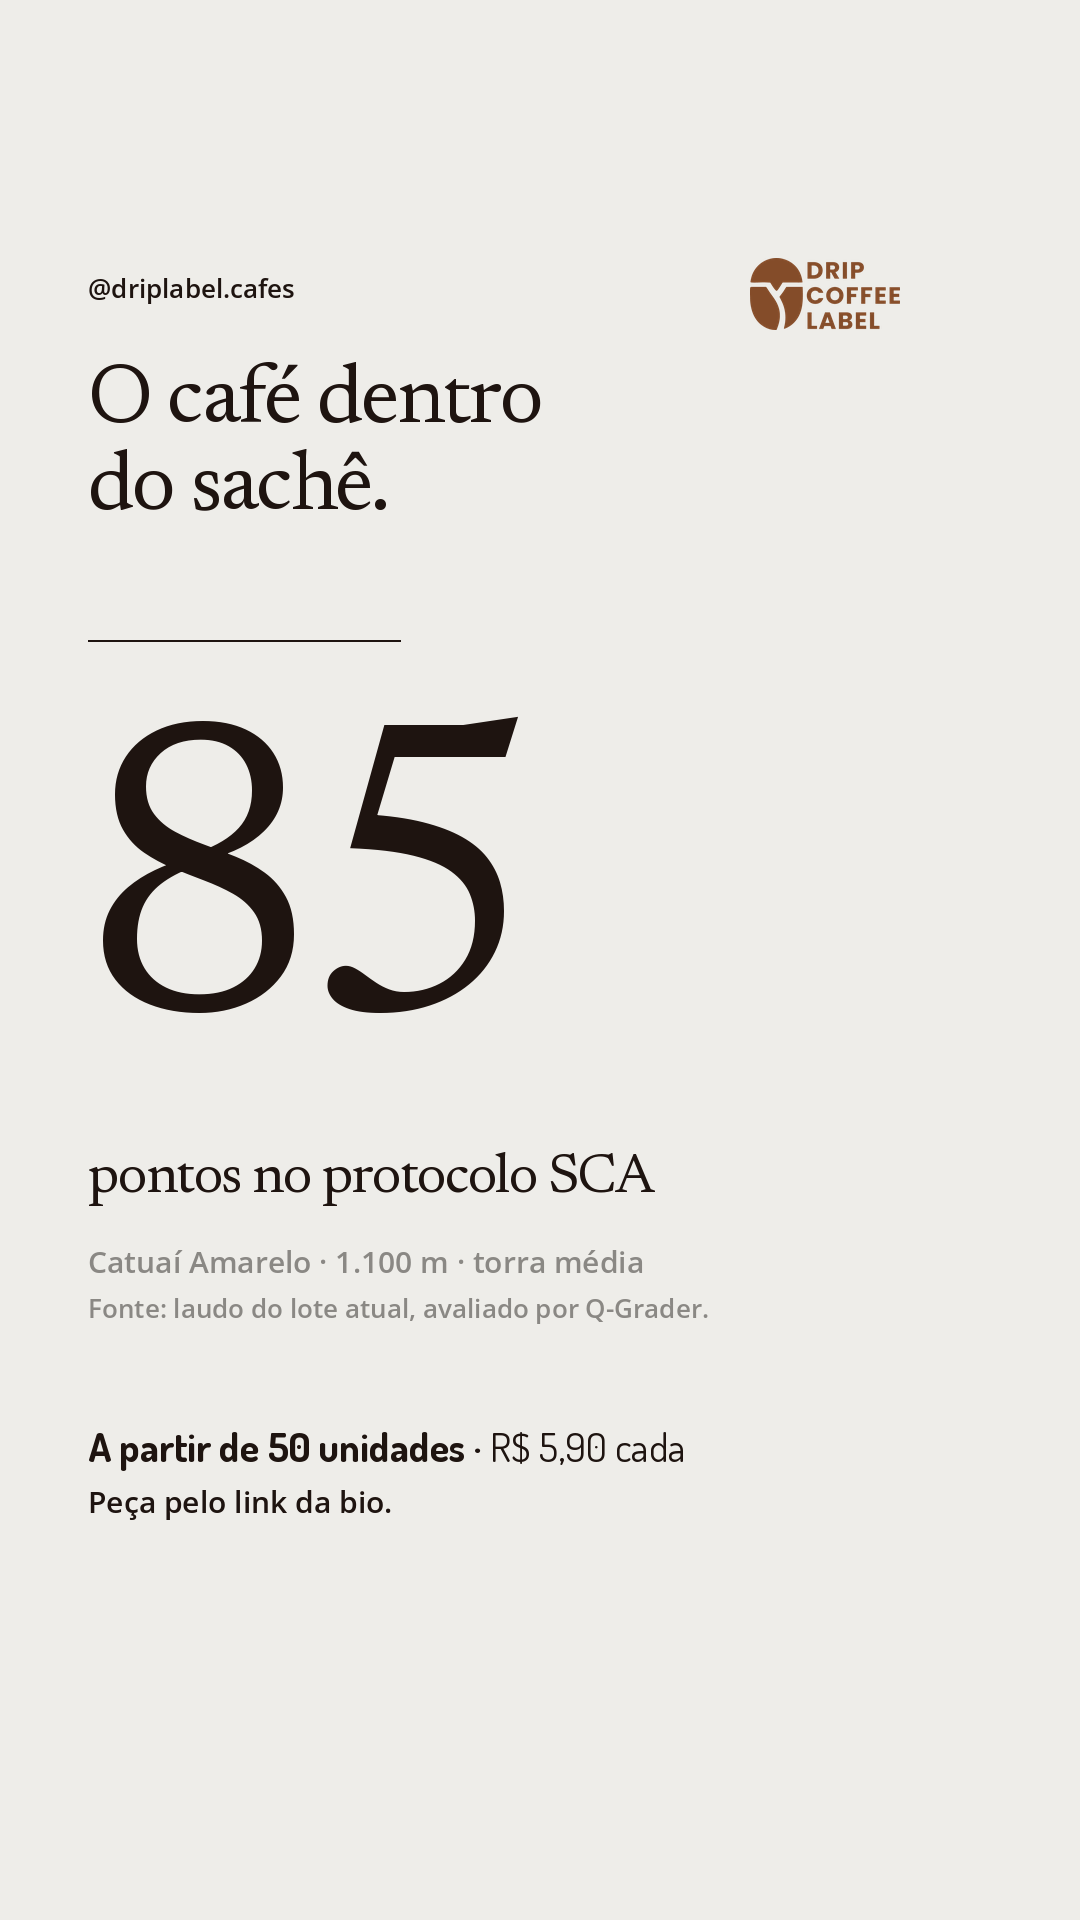 @driplabel.cafes
DRIP
COFFEE
LABEL
O café dentro
do sachê.
85
pontos no protocolo SCA
Catuaí Amarelo · 1.100 m · torra média
Fonte: laudo do lote atual, avaliado por Q-Grader.
A partir de 50 unidades · R$ 5,90 cada
Peça pelo link da bio.